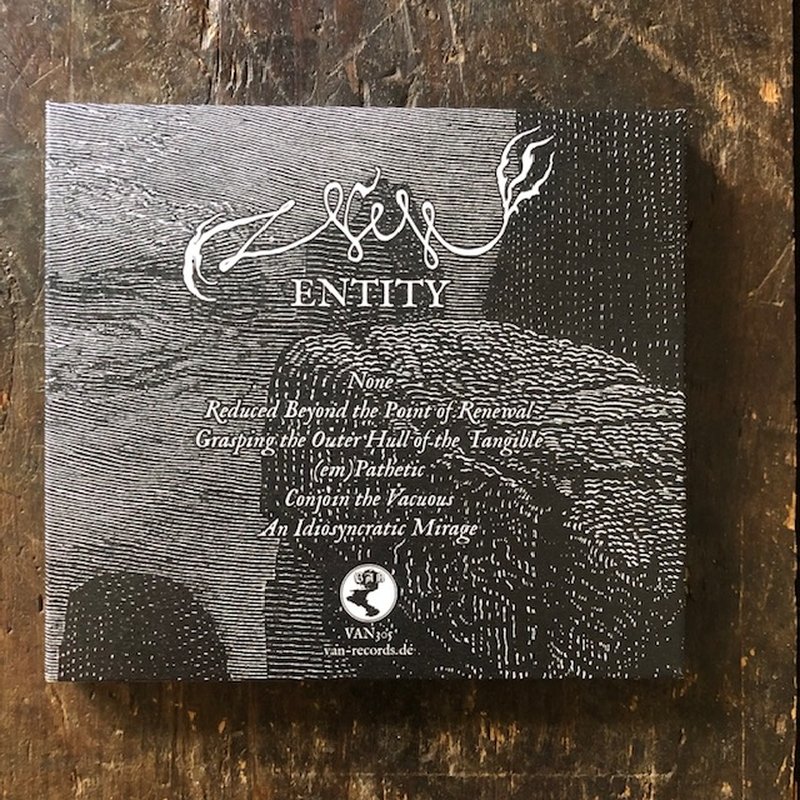 ENTITY
None
Reduced Beyond the Point of Renewal
Grasping the Outer Hull of the Tangible
(em)Pathetic
Conjoin the Vacuous
An Idiosyncratic Mirage
VAN305
van-records.de